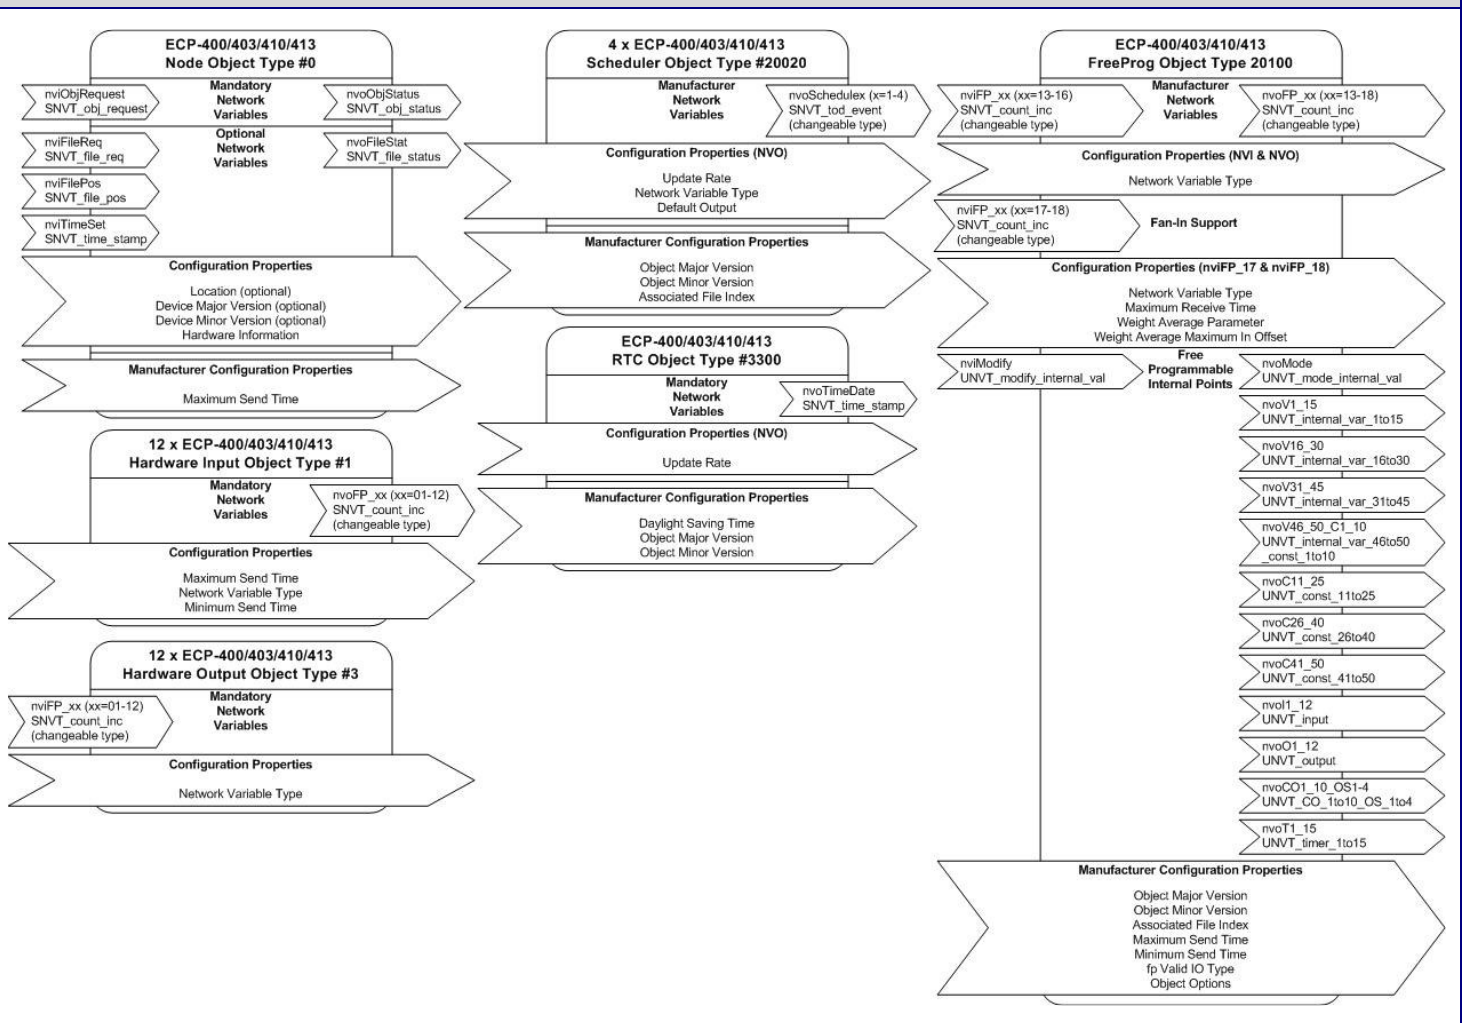 ECP-400/403/410/413
Node Object Type #0
Mandatory
Network
Variables
nviObjRequest
SNVT_obj_request
nvoObjStatus
SNVT_obj_status
Optional
Network
Variables
nviFileReq
SNVT_file_req
nvoFileStat
SNVT_file_status
nviFilePos
SNVT_file_pos
nviTimeSet
SNVT_time_stamp
Configuration Properties
Location (optional)
Device Major Version (optional)
Device Minor Version (optional)
Hardware Information
Manufacturer Configuration Properties
Maximum Send Time
12 x ECP-400/403/410/413
Hardware Input Object Type #1
Mandatory
Network
Variables
nvoFP_xx (xx=01-12)
SNVT_count_inc
(changeable type)
Configuration Properties
Maximum Send Time
Network Variable Type
Minimum Send Time
12 x ECP-400/403/410/413
Hardware Output Object Type #3
Mandatory
Network
Variables
nviFP_xx (xx=01-12)
SNVT_count_inc
(changeable type)
Configuration Properties
Network Variable Type
4 x ECP-400/403/410/413
Scheduler Object Type #20020
Manufacturer
Network
Variables
nvoSchedulex (x=1-4)
SNVT_tod_event
(changeable type)
Configuration Properties (NVO)
Update Rate
Network Variable Type
Default Output
Manufacturer Configuration Properties
Object Major Version
Object Minor Version
Associated File Index
ECP-400/403/410/413
RTC Object Type #3300
Mandatory
Network
Variables
nvoTimeDate
SNVT_time_stamp
Configuration Properties (NVO)
Update Rate
Manufacturer Configuration Properties
Daylight Saving Time
Object Major Version
Object Minor Version
ECP-400/403/410/413
FreeProg Object Type 20100
nviFP_xx (xx=13-16)
SNVT_count_inc
(changeable type)
Manufacturer
Network
Variables
nvoFP_xx (xx=13-18)
SNVT_count_inc
(changeable type)
Configuration Properties (NVI & NVO)
Network Variable Type
nviFP_xx (xx=17-18)
SNVT_count_inc
(changeable type)
Fan-In Support
Configuration Properties (nviFP_17 & nviFP_18)
Network Variable Type
Maximum Receive Time
Weight Average Parameter
Weight Average Maximum In Offset
nviModify
UNVT_modify_internal_val
Free
Programmable
Internal Points
nvoMode
UNVT_mode_internal_val
nvoV1_15
UNVT_internal_var_1to15
nvoV16_30
UNVT_internal_var_16to30
nvoV31_45
UNVT_internal_var_31to45
nvoV46_50_C1_10
UNVT_internal_var_46to50
_const_1to10
nvoC11_25
UNVT_const_11to25
nvoC26_40
UNVT_const_26to40
nvoC41_50
UNVT_const_41to50
nvoI1_12
UNVT_input
nvoO1_12
UNVT_output
nvoCO1_10_OS1-4
UNVT_CO_1to10_OS_1to4
nvoT1_15
UNVT_timer_1to15
Manufacturer Configuration Properties
Object Major Version
Object Minor Version
Associated File Index
Maximum Send Time
Minimum Send Time
fp Valid IO Type
Object Options